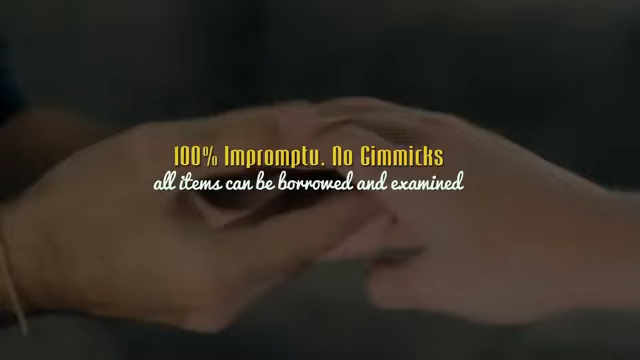 100% Impromptu. No Gimmicks
all items can be borrowed and examined